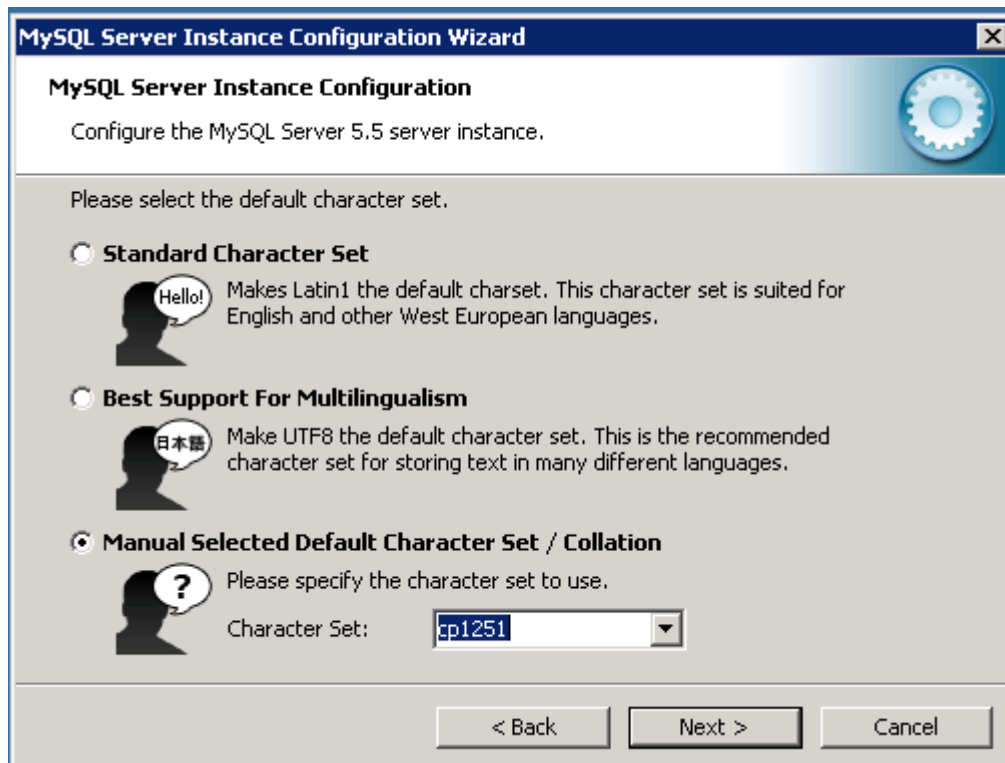 MySQL Server Instance Configuration Wizard
MySQL Server Instance Configuration
Configure the MySQL Server 5.5 server instance.
Please select the default character set.
Standard Character Set
Hello!
Makes Latin1 the default charset. This character set is suited for
English and other West European languages.
Best Support For Multilingualism
日本語
Make UTF8 the default character set. This is the recommended
character set for storing text in many different languages.
Manual Selected Default Character Set / Collation
?
Please specify the character set to use.
Character Set: cp1251
< Back Next > Cancel